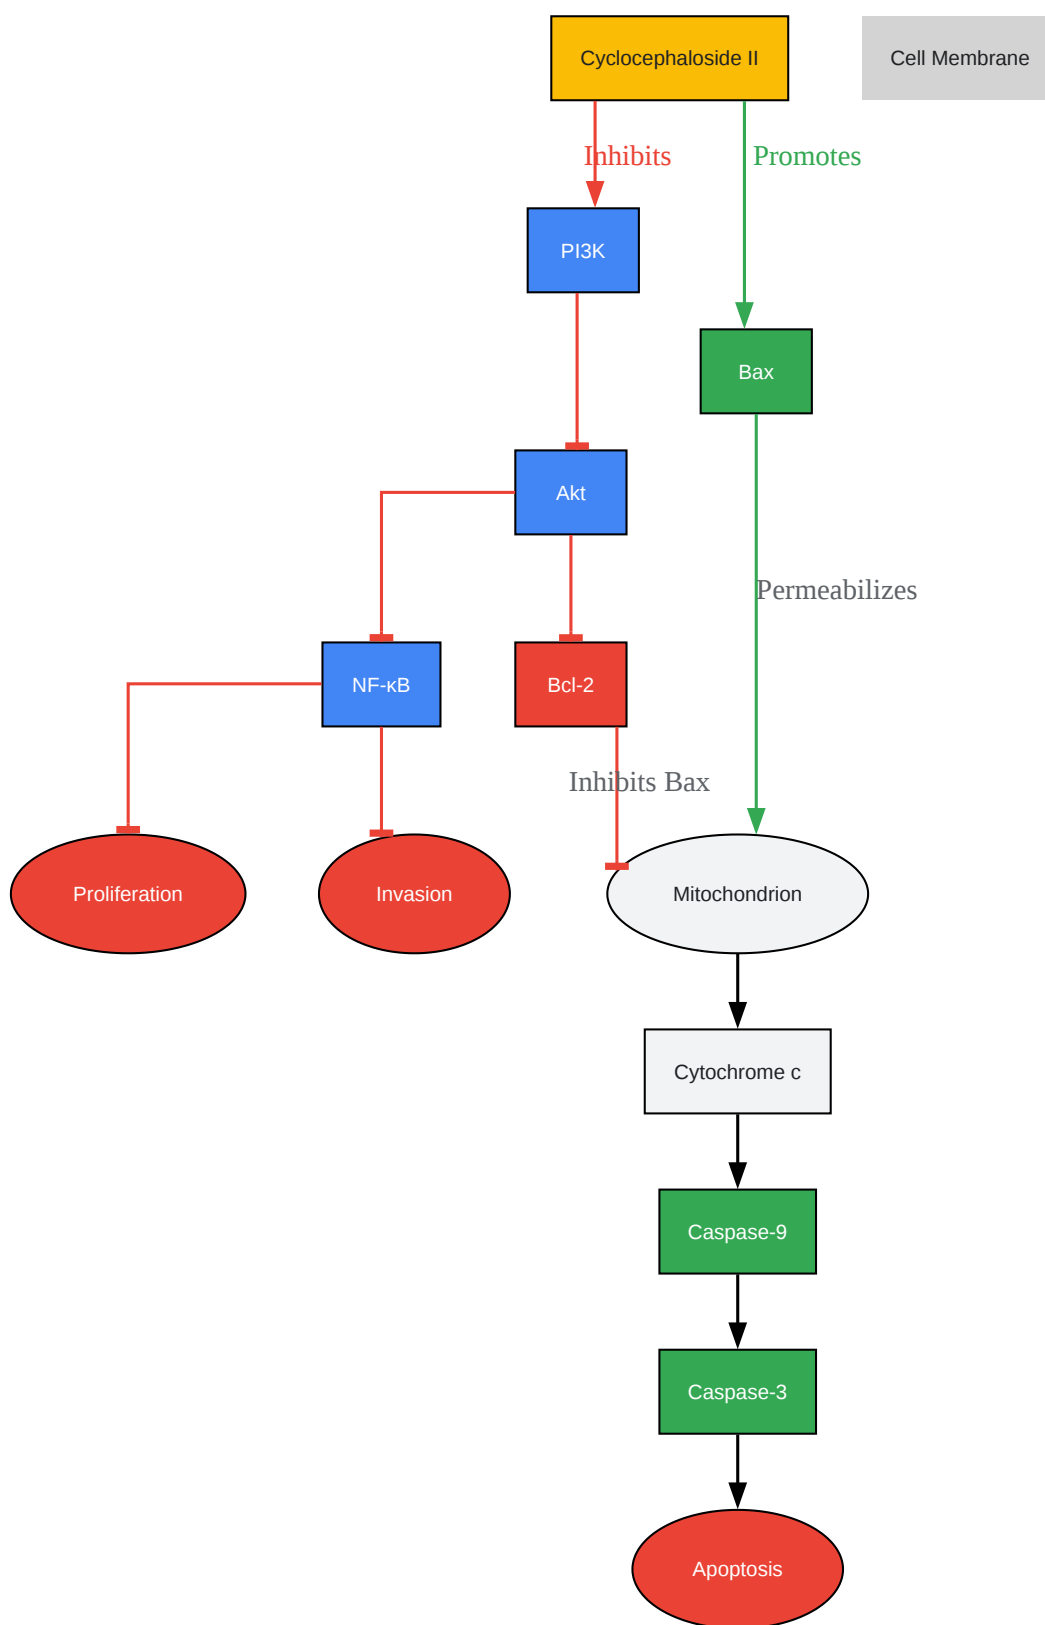 Cyclocephaloside II
Cell Membrane
Inhibits
Promotes
PI3K
Bax
Akt
Permeabilizes
NF-κB
Bcl-2
Inhibits Bax
Proliferation
Invasion
Mitochondrion
Cytochrome c
Caspase-9
Caspase-3
Apoptosis